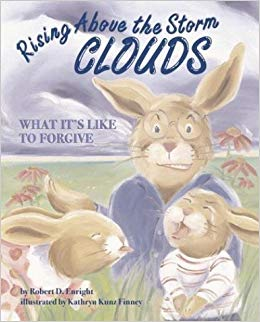 Rising Above the Storm
CLOUDS
WHAT IT'S LIKE
TO FORGIVE
by Robert D. Enright
illustrated by Kathryn Kunz Finney